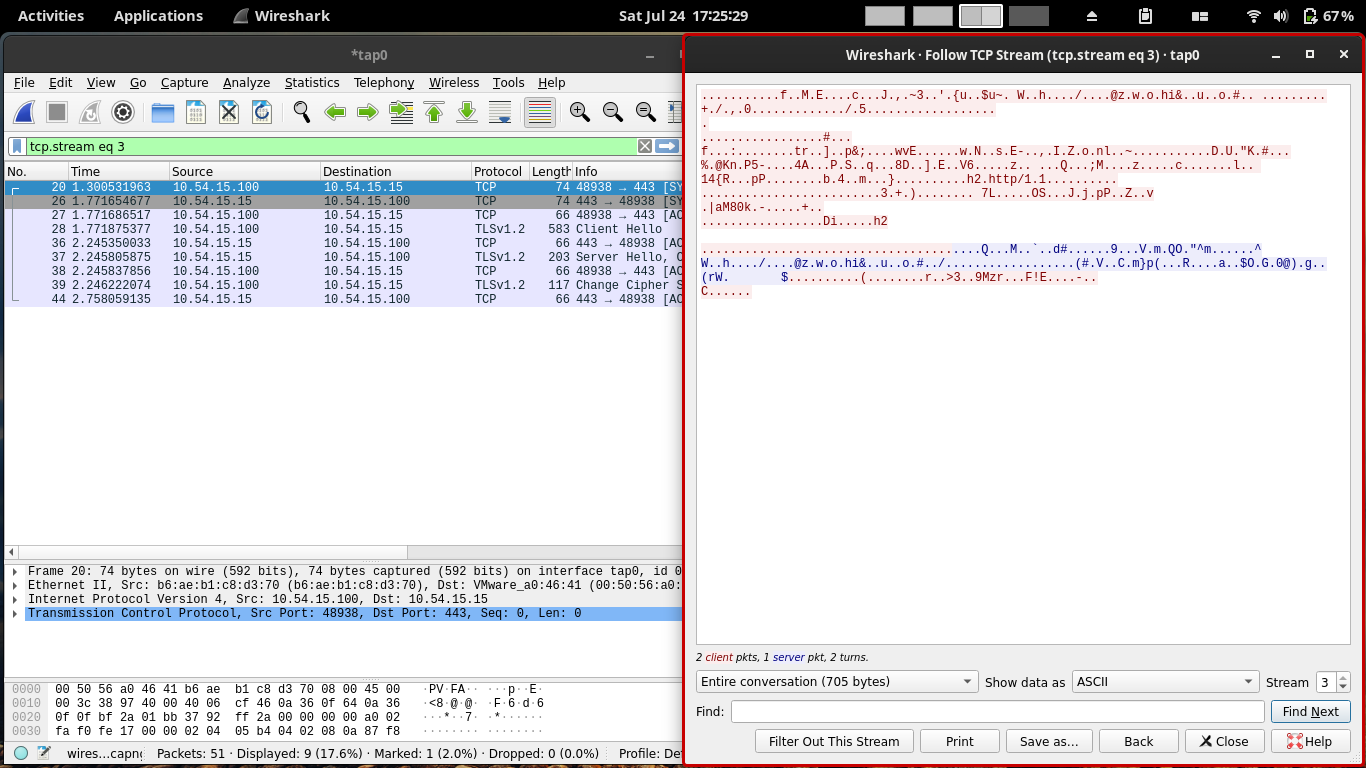 Activities Applications Wireshark Sat Jul 24 17:25:29 67%
*tap0
File Edit View Go Capture Analyze Statistics Telephony Wireless Tools Help
tcp.stream eq 3
No. Time Source Destination Protocol Length Info
20 1.300531963 10.54.15.100 10.54.15.15 TCP 74 48938 → 443 [SY
26 1.771654677 10.54.15.15 10.54.15.100 TCP 74 443 → 48938 [SY
27 1.771686517 10.54.15.100 10.54.15.15 TCP 66 48938 → 443 [AC
28 1.771875377 10.54.15.100 10.54.15.15 TLSv1.2 583 Client Hello
36 2.245350033 10.54.15.15 10.54.15.100 TCP 66 443 → 48938 [AC
37 2.245805875 10.54.15.15 10.54.15.100 TLSv1.2 203 Server Hello, C
38 2.245837856 10.54.15.100 10.54.15.15 TCP 66 48938 → 443 [AC
39 2.246222074 10.54.15.100 10.54.15.15 TLSv1.2 117 Change Cipher S
44 2.758059135 10.54.15.15 10.54.15.100 TCP 66 443 → 48938 [AC
Frame 20: 74 bytes on wire (592 bits), 74 bytes captured (592 bits) on interface tap0, id 0
Ethernet II, Src: b6:ae:b1:c8:d3:70 (b6:ae:b1:c8:d3:70), Dst: VMware_a0:46:41 (00:50:56:a0:
Internet Protocol Version 4, Src: 10.54.15.100, Dst: 10.54.15.15
Transmission Control Protocol, Src Port: 48938, Dst Port: 443, Seq: 0, Len: 0
0000 00 50 56 a0 46 41 b6 ae b1 c8 d3 70 08 00 45 00 ·PV·FA·· ···p··E·
0010 00 3c 38 97 40 00 40 06 cf 46 0a 36 0f 64 0a 36 ·<8·@·@· ·F·6·d·6
0020 0f 0f bf 2a 01 bb 37 92 ff 2a 00 00 00 00 a0 02 ···*··7· ·*······
0030 fa f0 fe 17 00 00 02 04 05 b4 04 02 08 0a 87 f8 ········ ········
wires...capng Packets: 51 · Displayed: 9 (17.6%) · Marked: 1 (2.0%) · Dropped: 0 (0.0%) Profile: De
Wireshark · Follow TCP Stream (tcp.stream eq 3) · tap0
...........f..M.E....c...J.,.~3..'.{u..$u~. W..h..../....@z.w.o.hi&..u..o.#.. .........
+./.,.0............./.5..................
.
.................#...
f...:........tr..]..p&;....wvE......w.N..s.E-..,.I.Z.o.nl..~...........D.U."K.#...
%.@Kn.P5-....4A...P.S..q...8D..].E..V6.....z.. ....Q...;M....z.....c.......l..
14{R...pP........b.4..m...}..........h2.http/1.1..........
.........................3.+.)........ 7L.....OS...J.j.pP..Z..v
.|aM80k.-.....+..
.................Di.....h2
.......................................Q...M..`..d#......9...V.m.QO."^m......^
W..h..../....@z.w.o.hi&..u..o.#../..................(#.V..C.m}p(...R....a..$O.G.0@).g..
(rW. $..........(........r..>3..9Mzr...F!E....-..
C......
2 client pkts, 1 server pkt, 2 turns.
Entire conversation (705 bytes) Show data as ASCII Stream 3
Find: Find Next
Filter Out This Stream Print Save as... Back Close Help